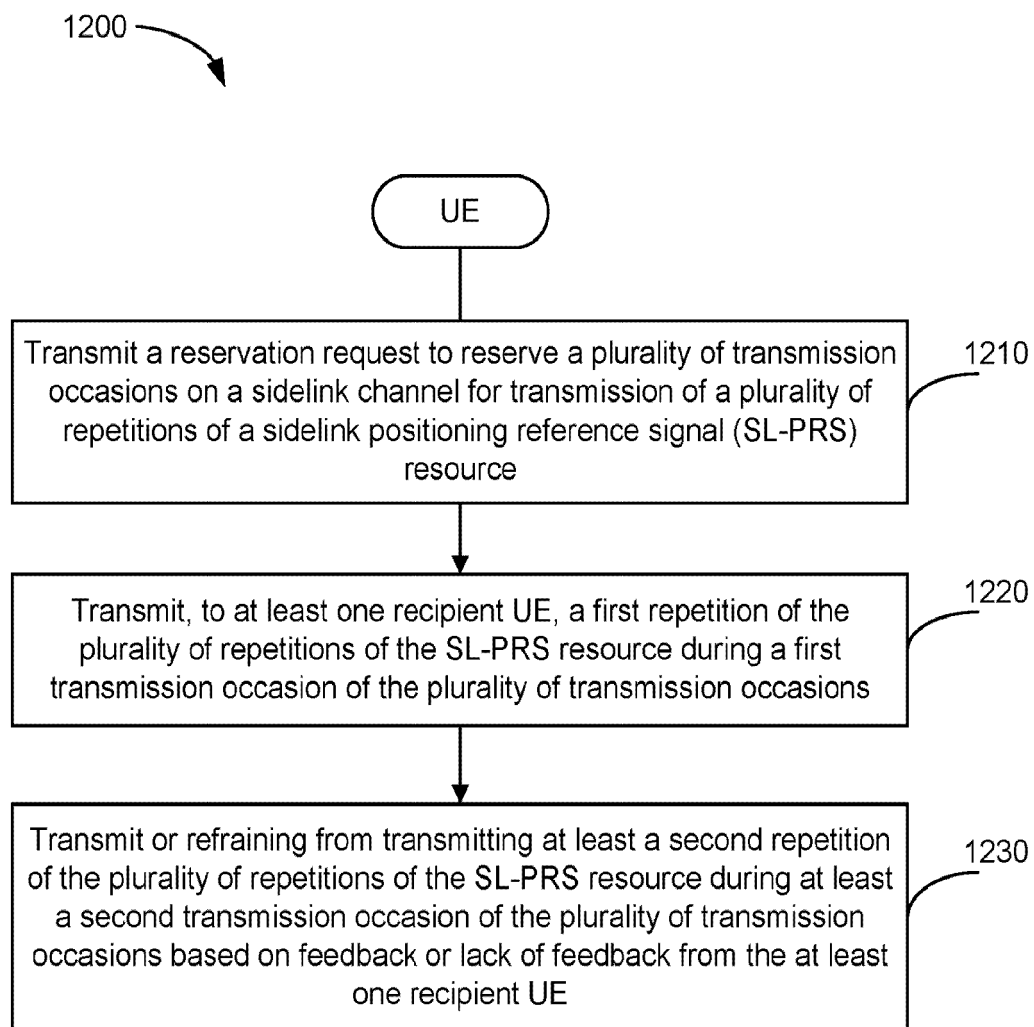 1200
UE
Transmit a reservation request to reserve a plurality of transmission
occasions on a sidelink channel for transmission of a plurality of
repetitions of a sidelink positioning reference signal (SL-PRS)
resource
1210
Transmit, to at least one recipient UE, a first repetition of the
plurality of repetitions of the SL-PRS resource during a first
transmission occasion of the plurality of transmission occasions
1220
Transmit or refraining from transmitting at least a second repetition
of the plurality of repetitions of the SL-PRS resource during at least
a second transmission occasion of the plurality of transmission
occasions based on feedback or lack of feedback from the at least
one recipient UE
1230